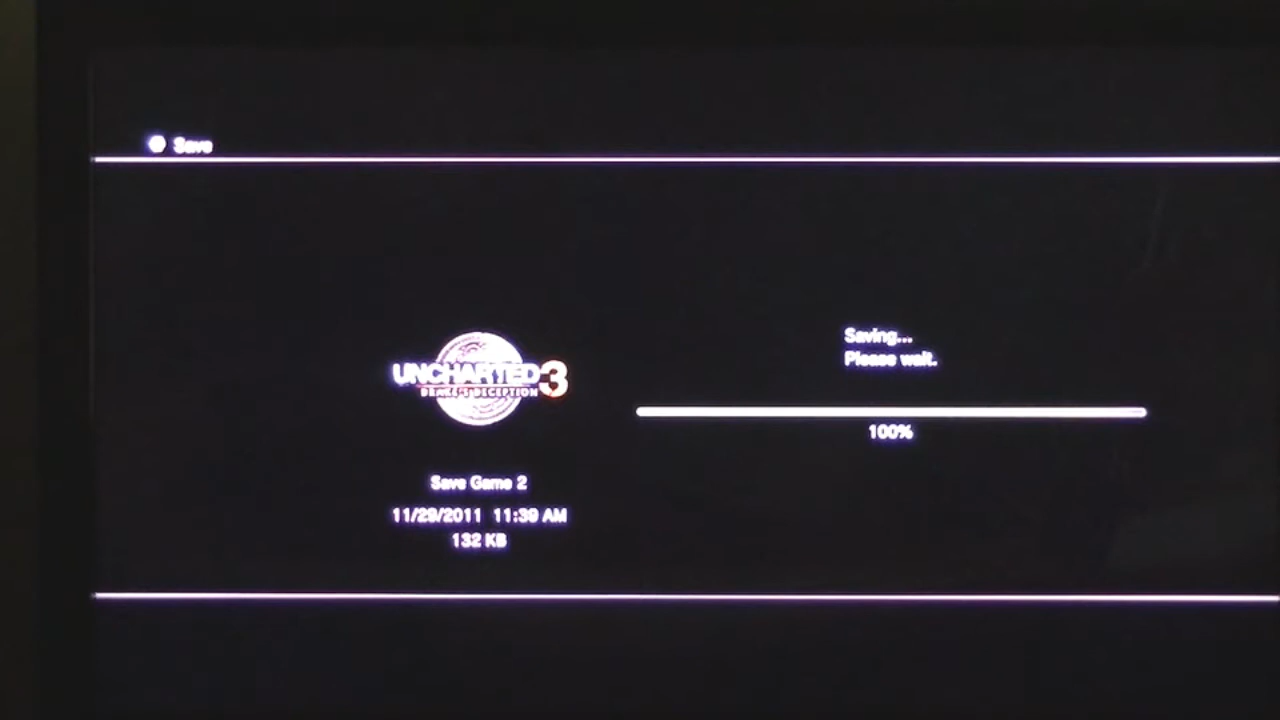 Save
UNCHARTED 3
DRAKE'S DECEPTION
Saving...
Please wait.
100%
Save Game 2
11/29/2011 11:39 AM
132 KB